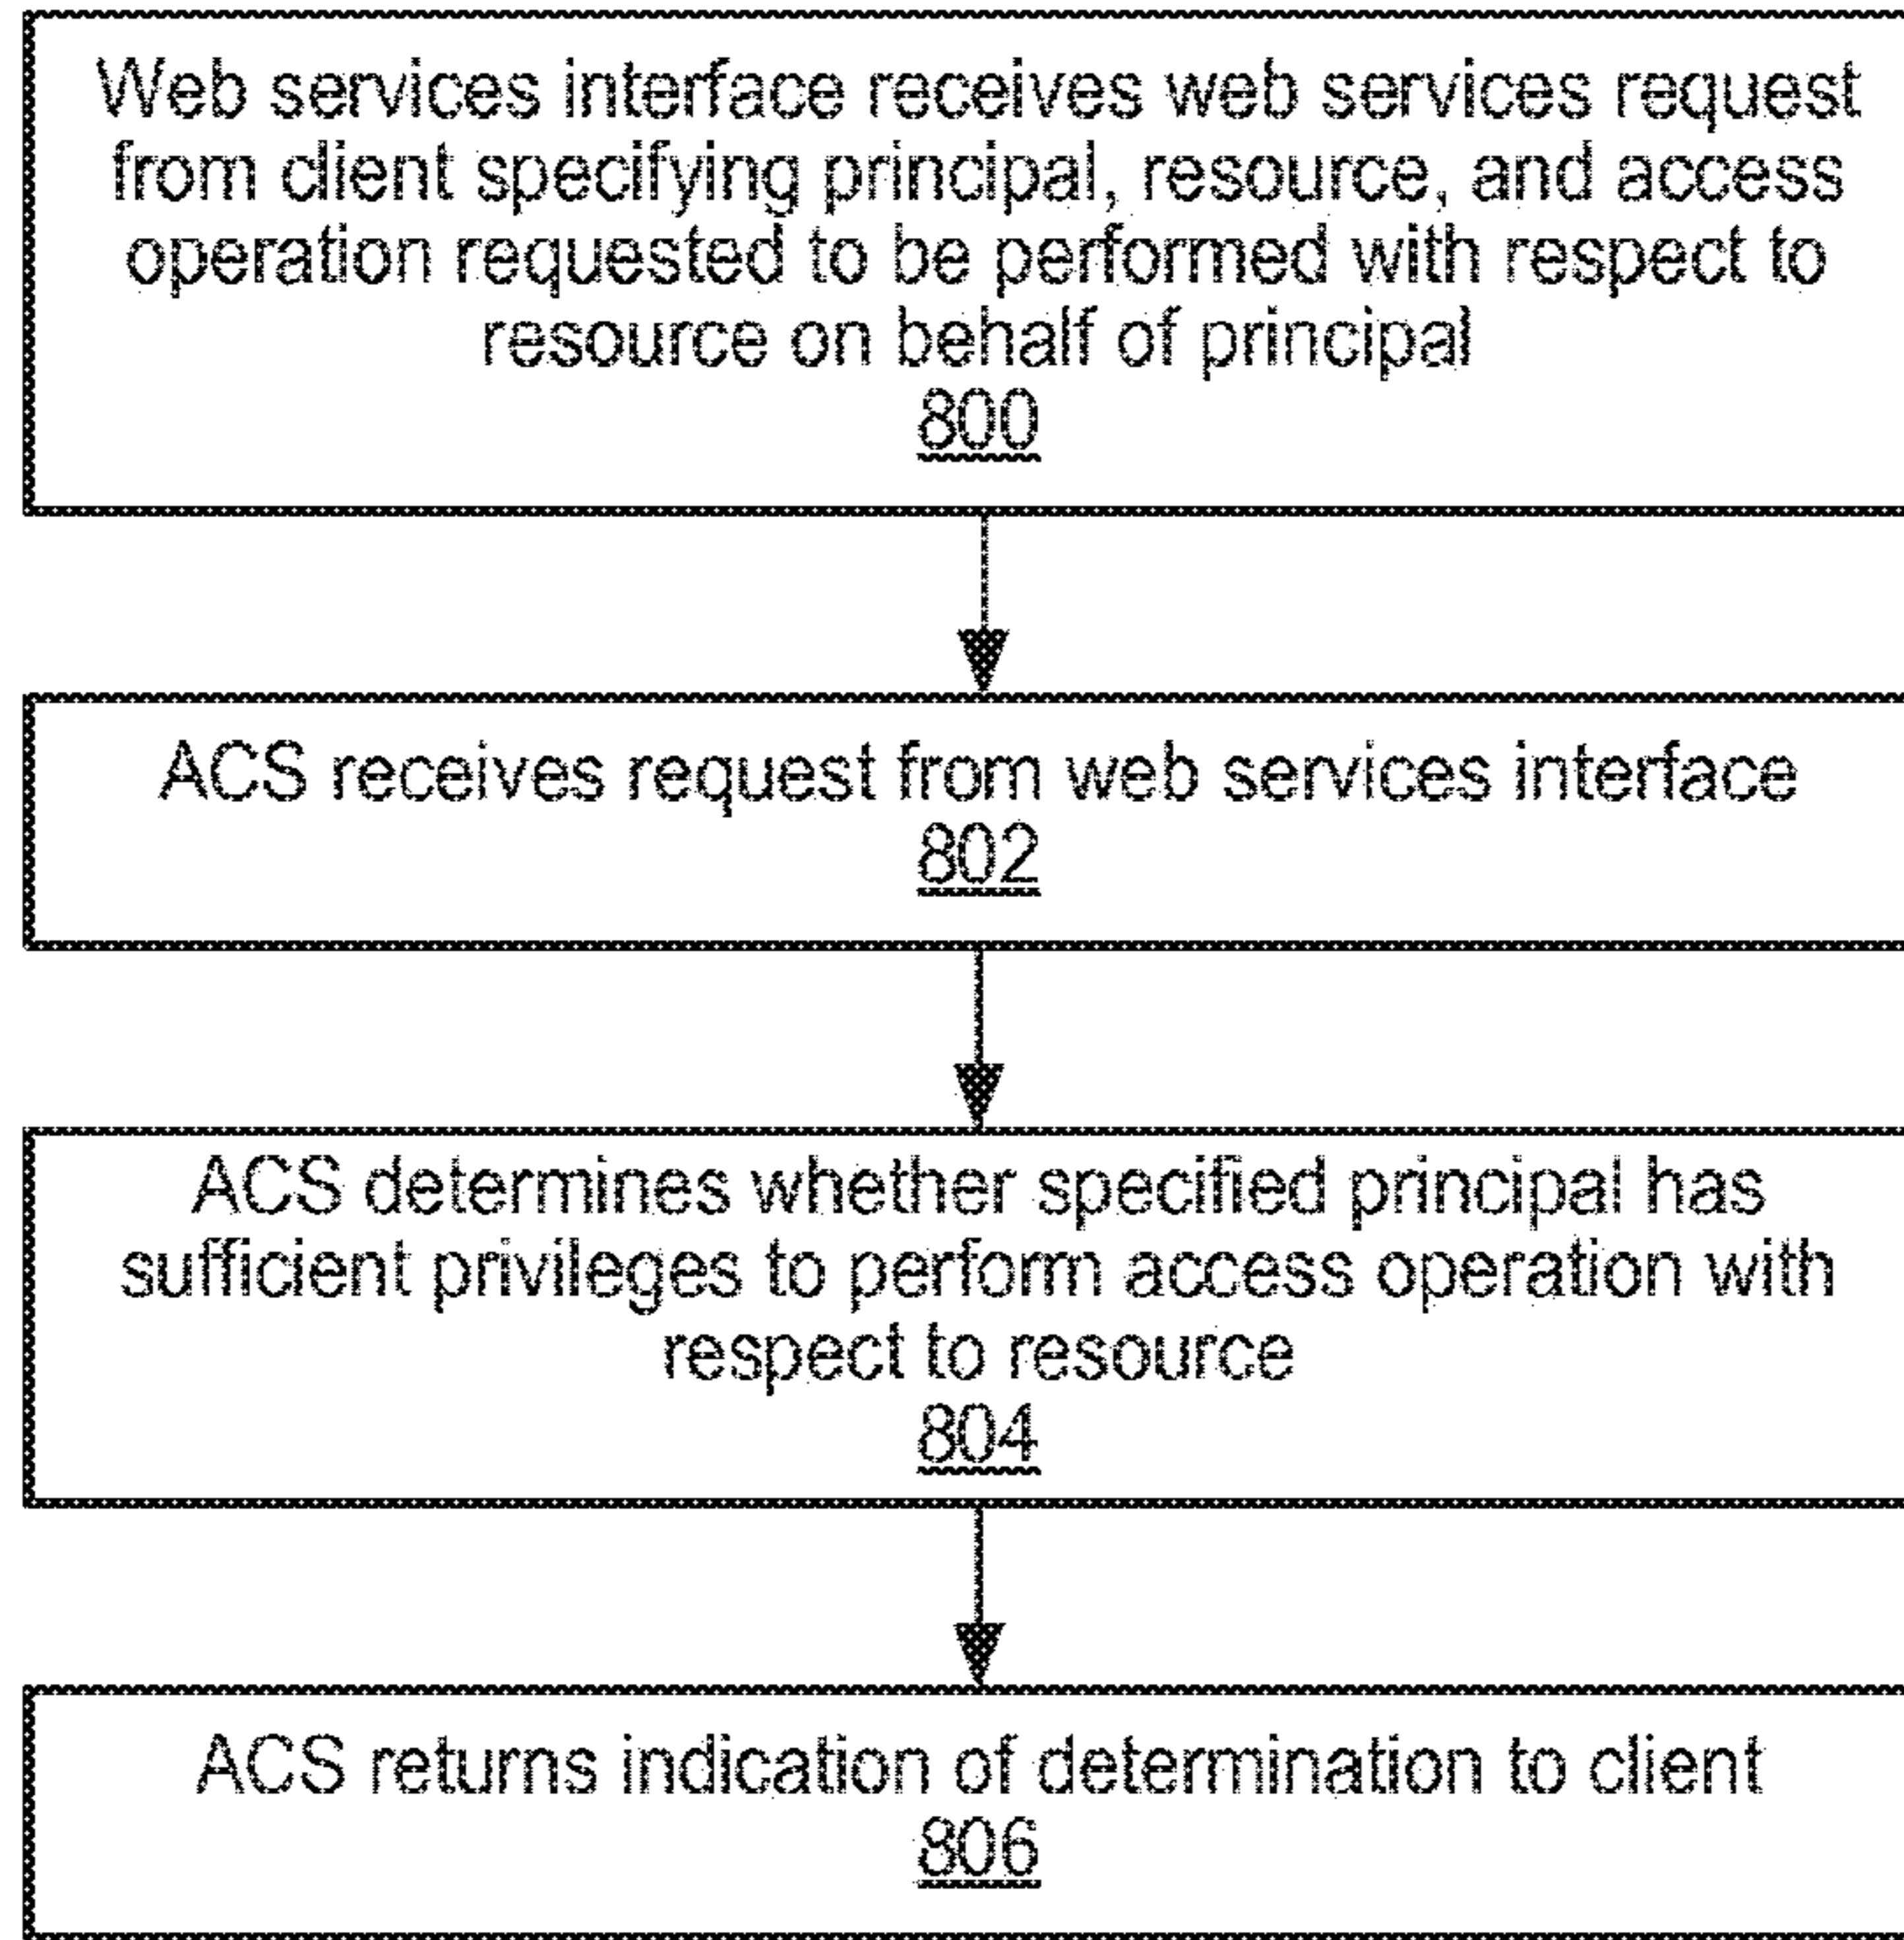 Web services interface receives web services request
from client specifying principal, resource, and access
operation requested to be performed with respect to
resource on behalf of principal
800
ACS receives request from web services interface
802
ACS determines whether specified principal has
sufficient privileges to perform access operation with
respect to resource
804
ACS returns indication of determination to client
806